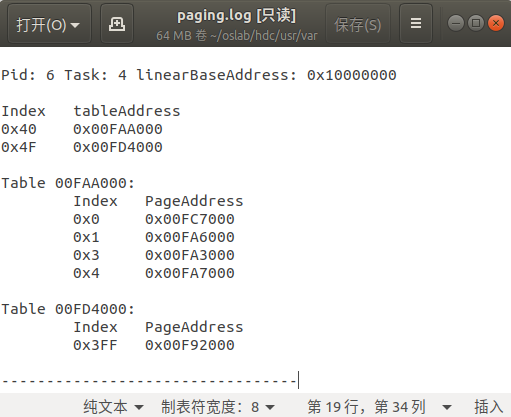 打开(O)
paging.log [只读]
64 MB 卷 ~/oslab/hdc/usr/var
保存(S)
Pid: 6 Task: 4 linearBaseAddress: 0x10000000
Index tableAddress
0x40 0x00FAA000
0x4F 0x00FD4000
Table 00FAA000:
Index PageAddress
0x0 0x00FC7000
0x1 0x00FA6000
0x3 0x00FA3000
0x4 0x00FA7000
Table 00FD4000:
Index PageAddress
0x3FF 0x00F92000
---------------------------------
纯文本 制表符宽度：8 第 19 行，第 34 列 插入